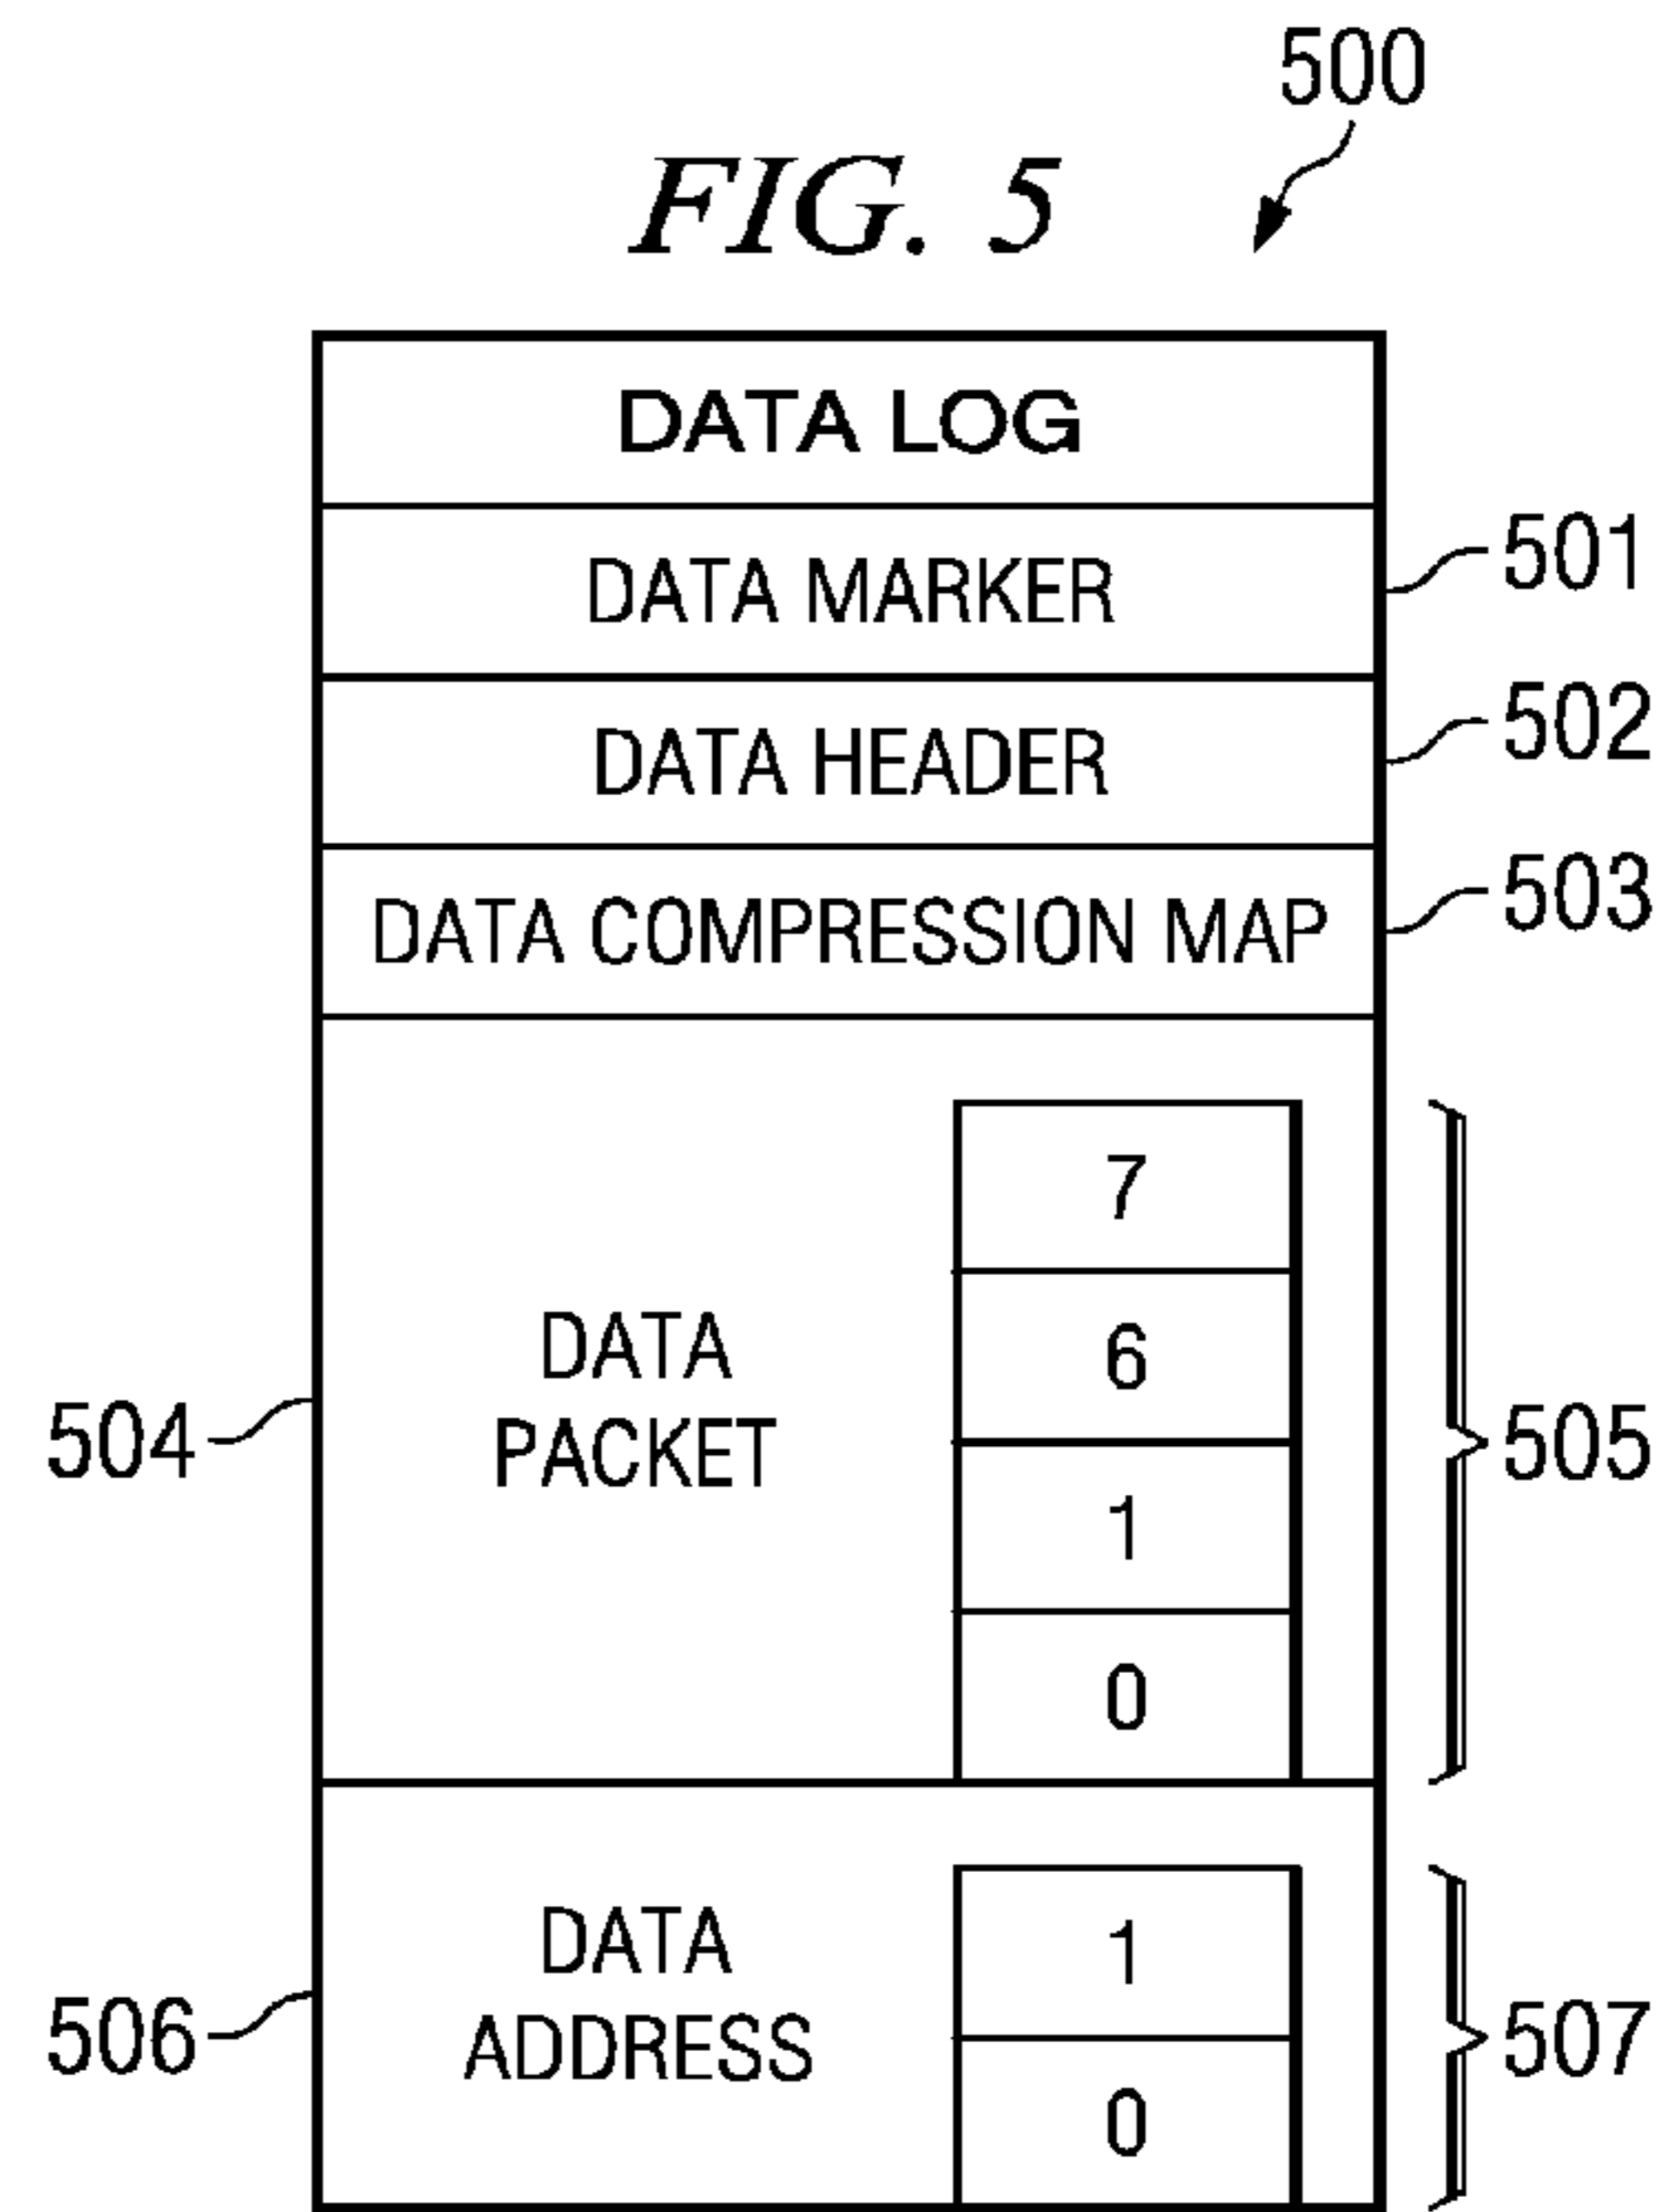 500
FIG. 5
DATA LOG
DATA MARKER
501
DATA HEADER
502
DATA COMPRESSION MAP
503
504
DATA
PACKET
7
6
1
0
505
506
DATA
ADDRESS
1
0
507